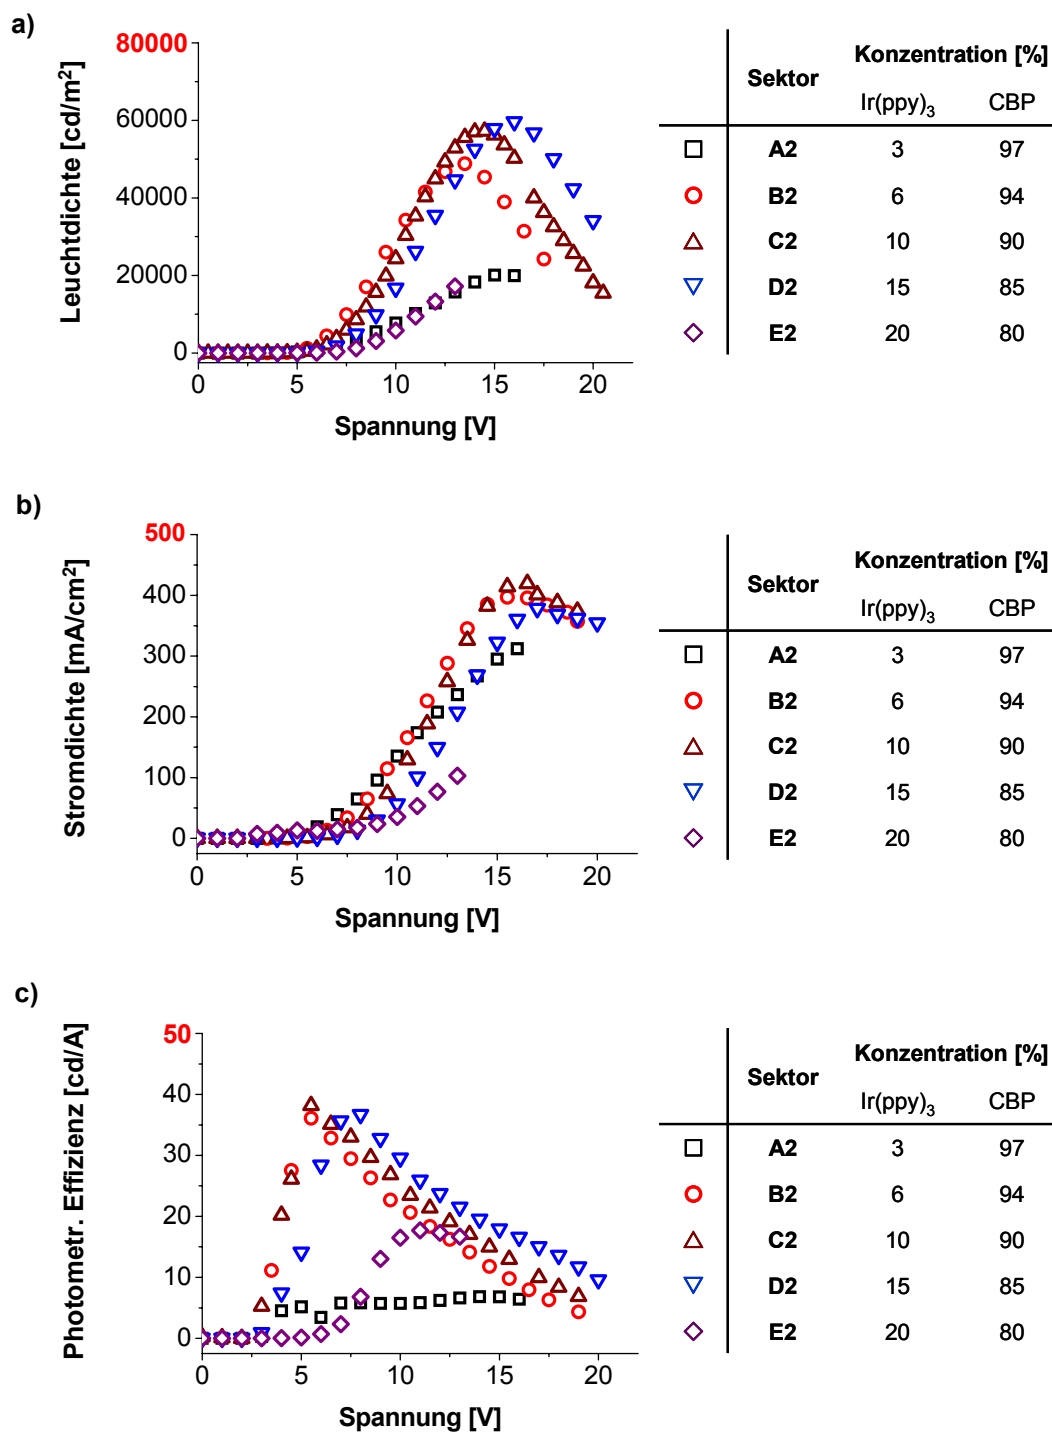 a)
80000
60000
40000
20000
0
0 5 10 15 20
Leuchtdichte [cd/m²]
Spannung [V]
Sektor Konzentration [%]
Ir(ppy)₃ CBP
A2 3 97
B2 6 94
C2 10 90
D2 15 85
E2 20 80
b)
500
400
300
200
100
0
0 5 10 15 20
Stromdichte [mA/cm²]
Spannung [V]
Sektor Konzentration [%]
Ir(ppy)₃ CBP
A2 3 97
B2 6 94
C2 10 90
D2 15 85
E2 20 80
c)
50
40
30
20
10
0
0 5 10 15 20
Photometr. Effizienz [cd/A]
Spannung [V]
Sektor Konzentration [%]
Ir(ppy)₃ CBP
A2 3 97
B2 6 94
C2 10 90
D2 15 85
E2 20 80